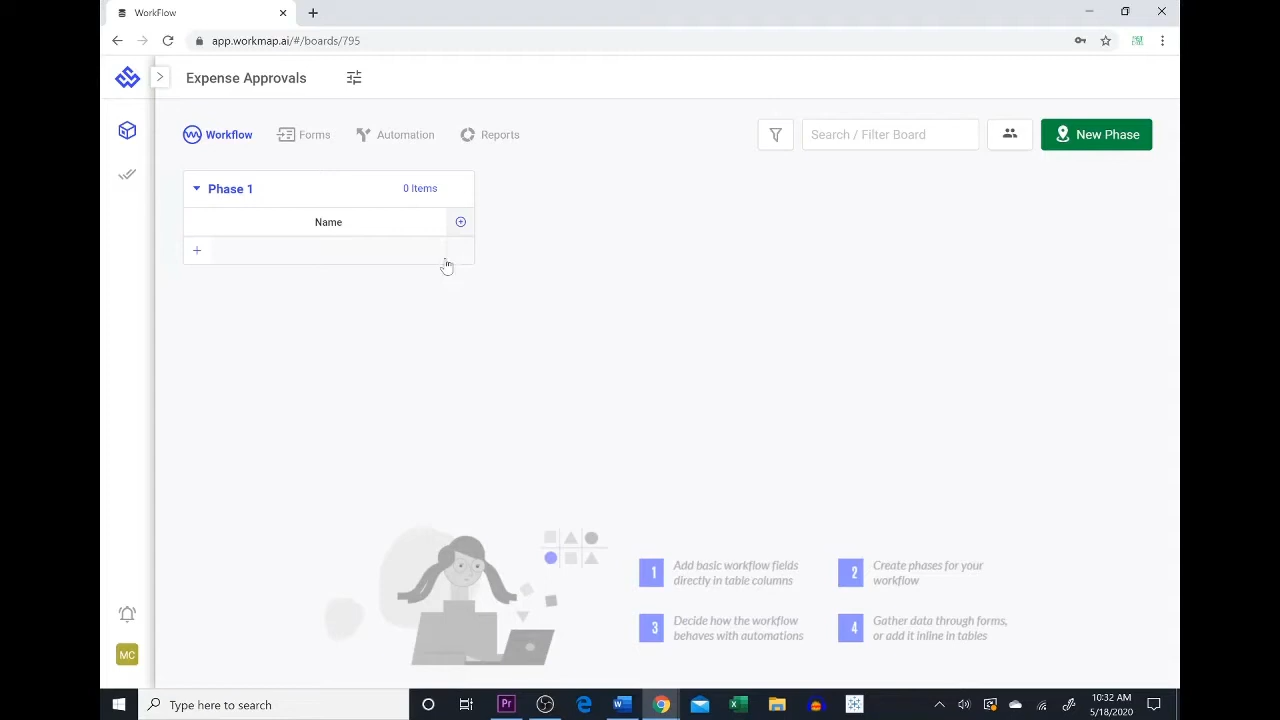 WorkFlow
app.workmap.ai/#/boards/795
Expense Approvals
Workflow
Forms
Automation
Reports
Search / Filter Board
New Phase
Phase 1
0 Items
Name
1
Add basic workflow fields
directly in table columns
2
Create phases for your
workflow
3
Decide how the workflow
behaves with automations
4
Gather data through forms,
or add it inline in tables
MC
Type here to search
Pr
10:32 AM
5/18/2020